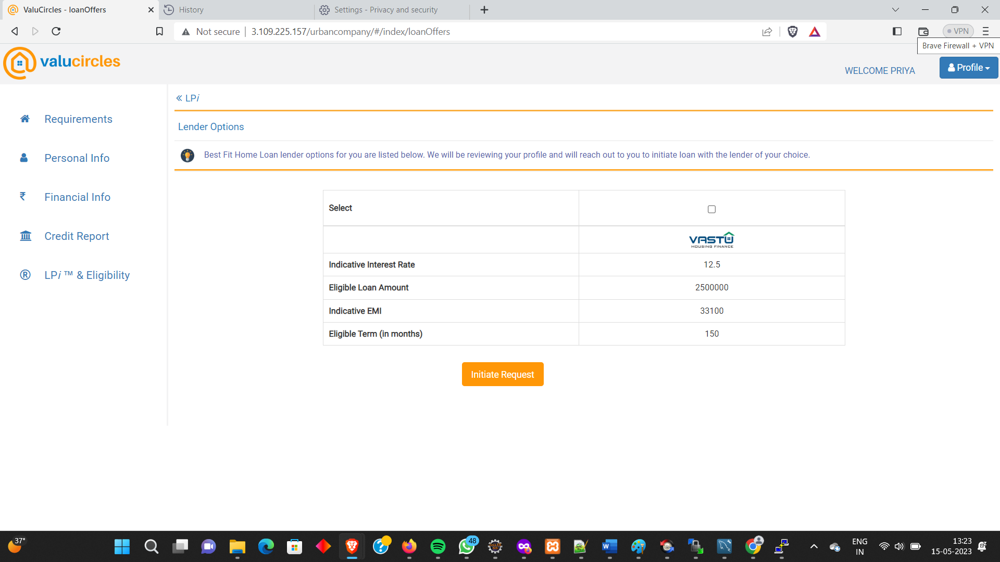 ValuCircles - loanOffers
History
Settings - Privacy and security
Not secure
3.109.225.157/urbancompany/#/index/loanOffers
VPN
Brave Firewall + VPN
valucircles
WELCOME PRIYA
Profile
« LPi
Requirements
Lender Options
Best Fit Home Loan lender options for you are listed below. We will be reviewing your profile and will reach out to you to initiate loan with the lender of your choice.
Personal Info
Financial Info
Credit Report
LPi ™ & Eligibility
Select
VASTU
HOUSING FINANCE
Indicative Interest Rate 12.5
Eligible Loan Amount 2500000
Indicative EMI 33100
Eligible Term (in months) 150
Initiate Request
37°
48
ENG
IN
13:23
15-05-2023